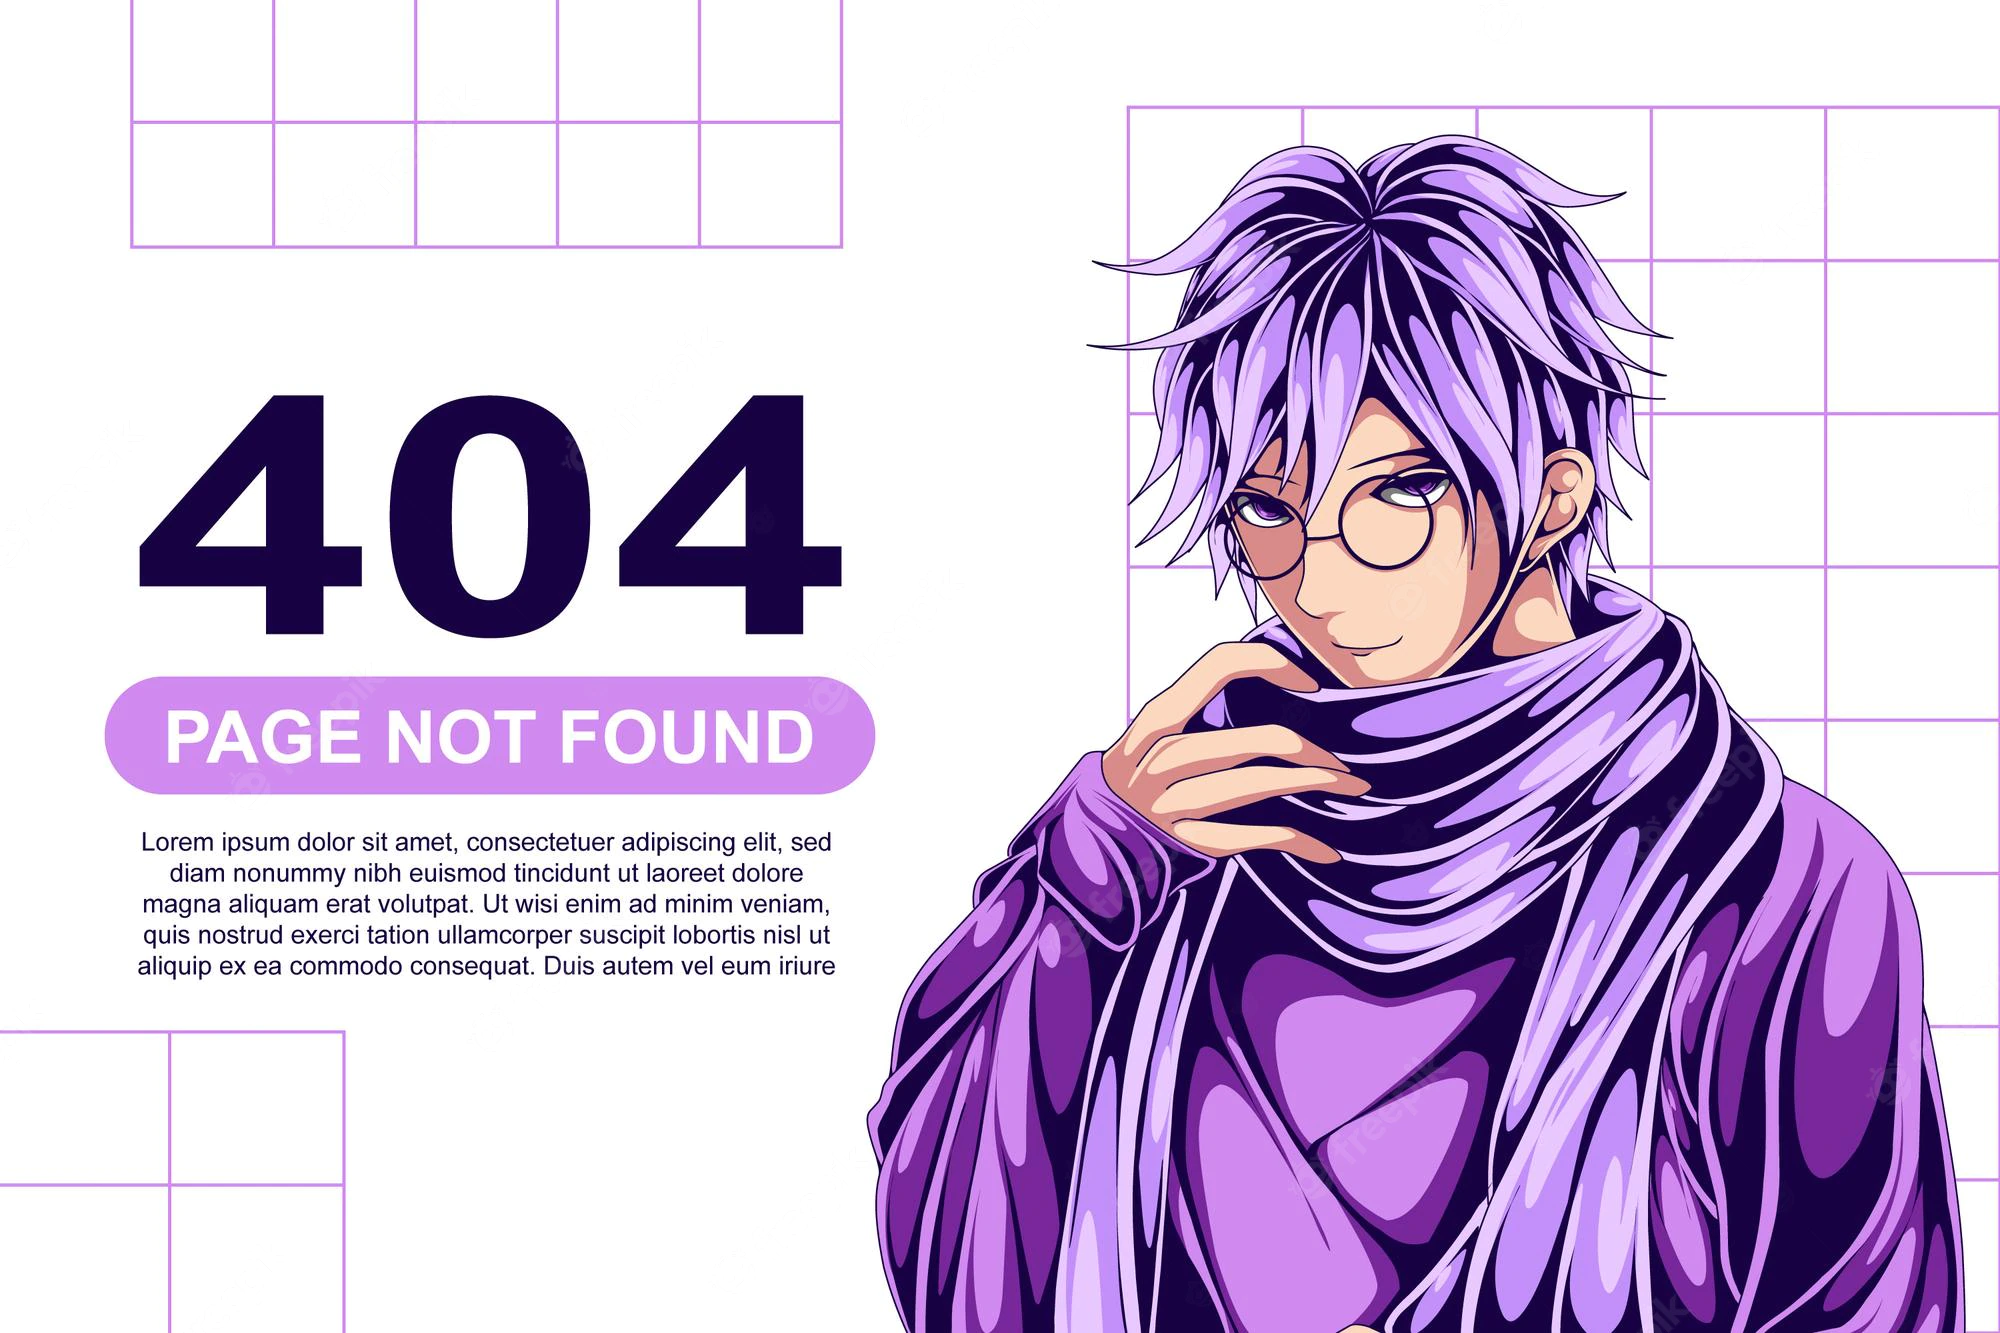 404
PAGE NOT FOUND
Lorem ipsum dolor sit amet, consectetuer adipiscing elit, sed
diam nonummy nibh euismod tincidunt ut laoreet dolore
magna aliquam erat volutpat. Ut wisi enim ad minim veniam,
quis nostrud exerci tation ullamcorper suscipit lobortis nisl ut
aliquip ex ea commodo consequat. Duis autem vel eum iriure
freepik